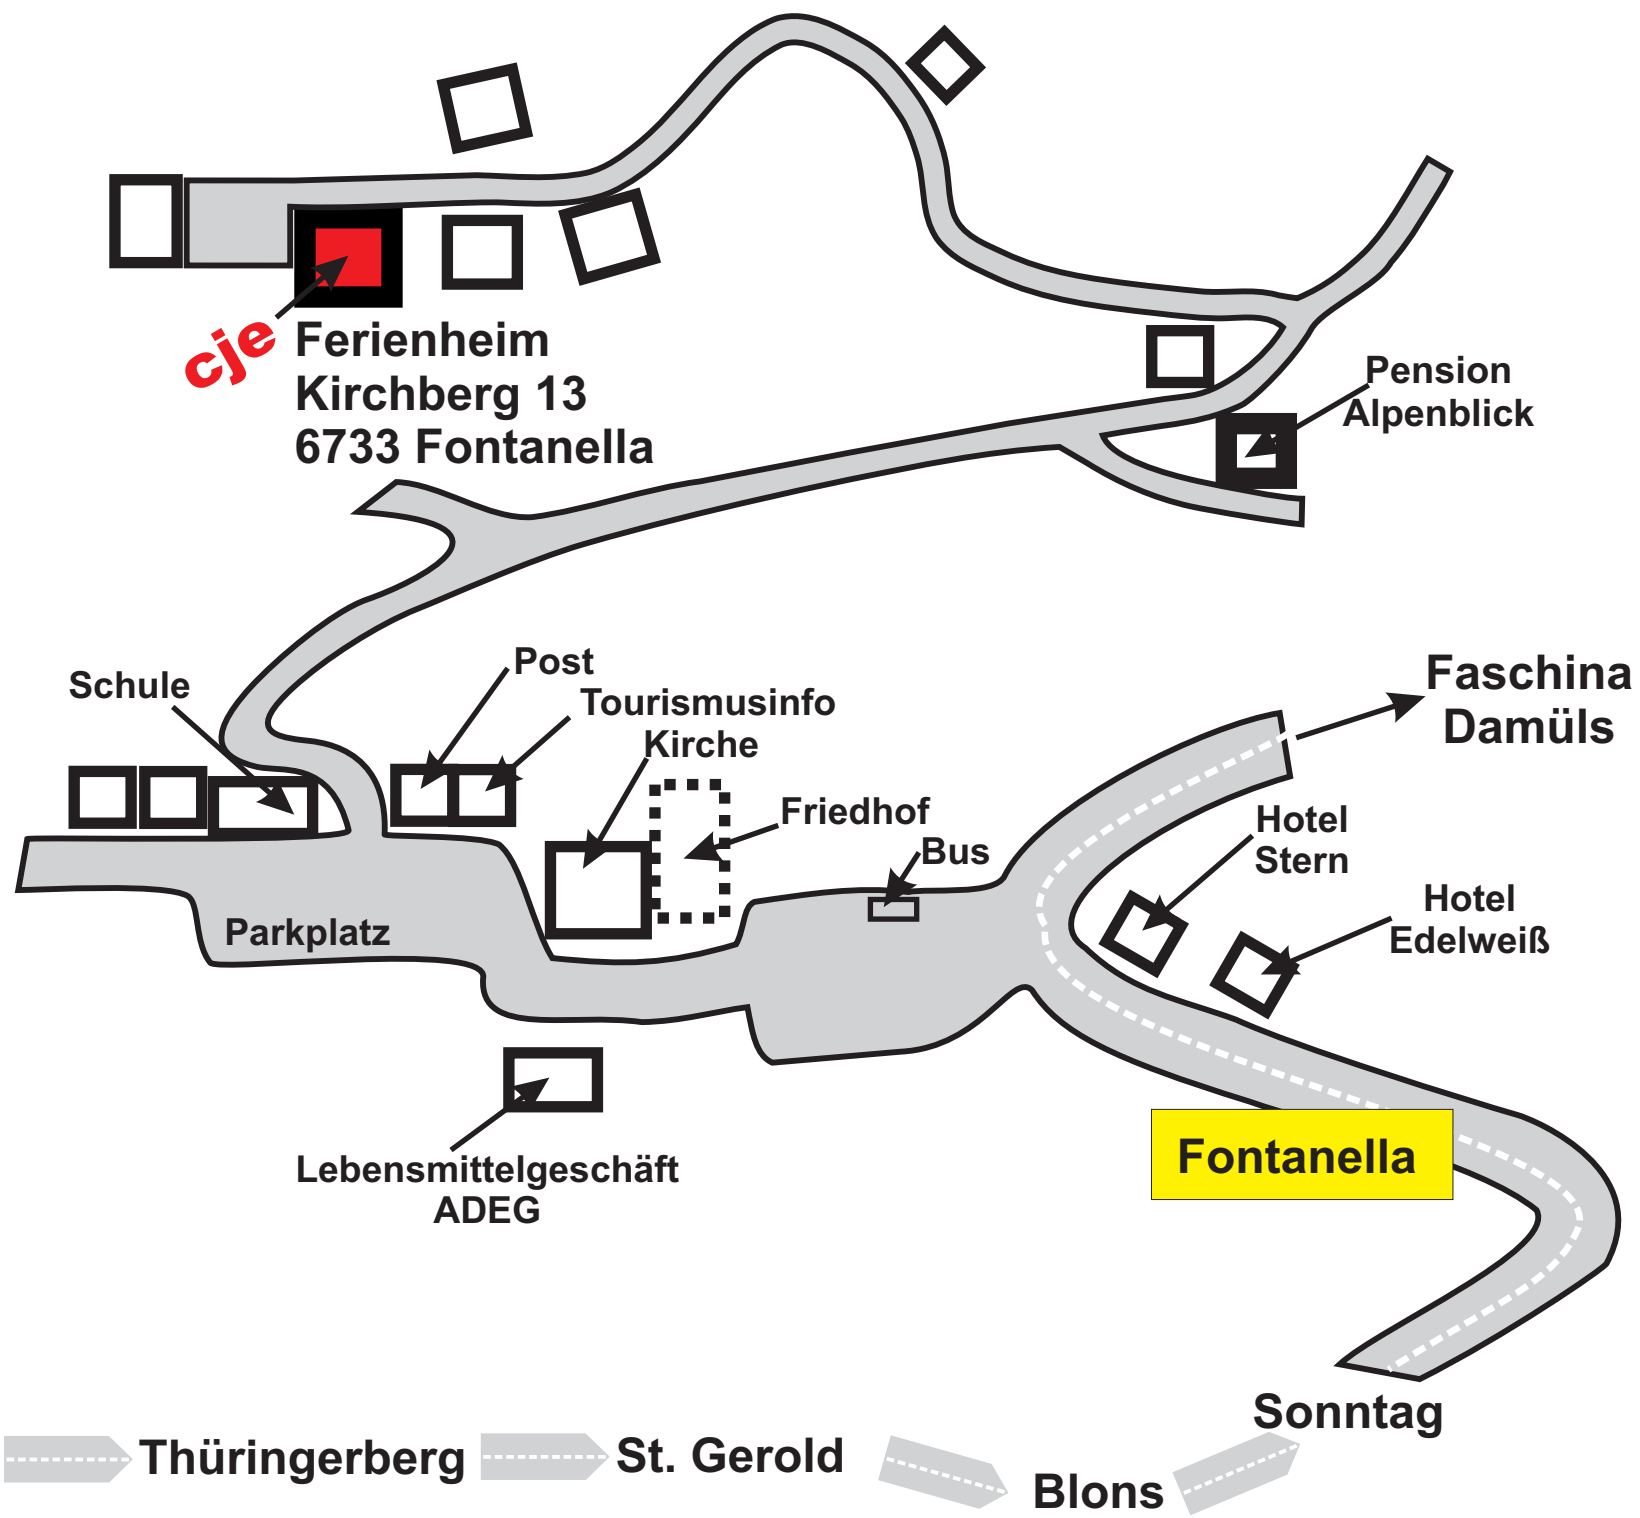 cje
Ferienheim
Kirchberg 13
6733 Fontanella
Pension
Alpenblick
Schule
Post
Tourismusinfo
Kirche
Friedhof
Bus
Faschina
Damüls
Hotel
Stern
Hotel
Edelweiß
Parkplatz
Lebensmittelgeschäft
ADEG
Fontanella
Sonntag
Thüringerberg
St. Gerold
Blons